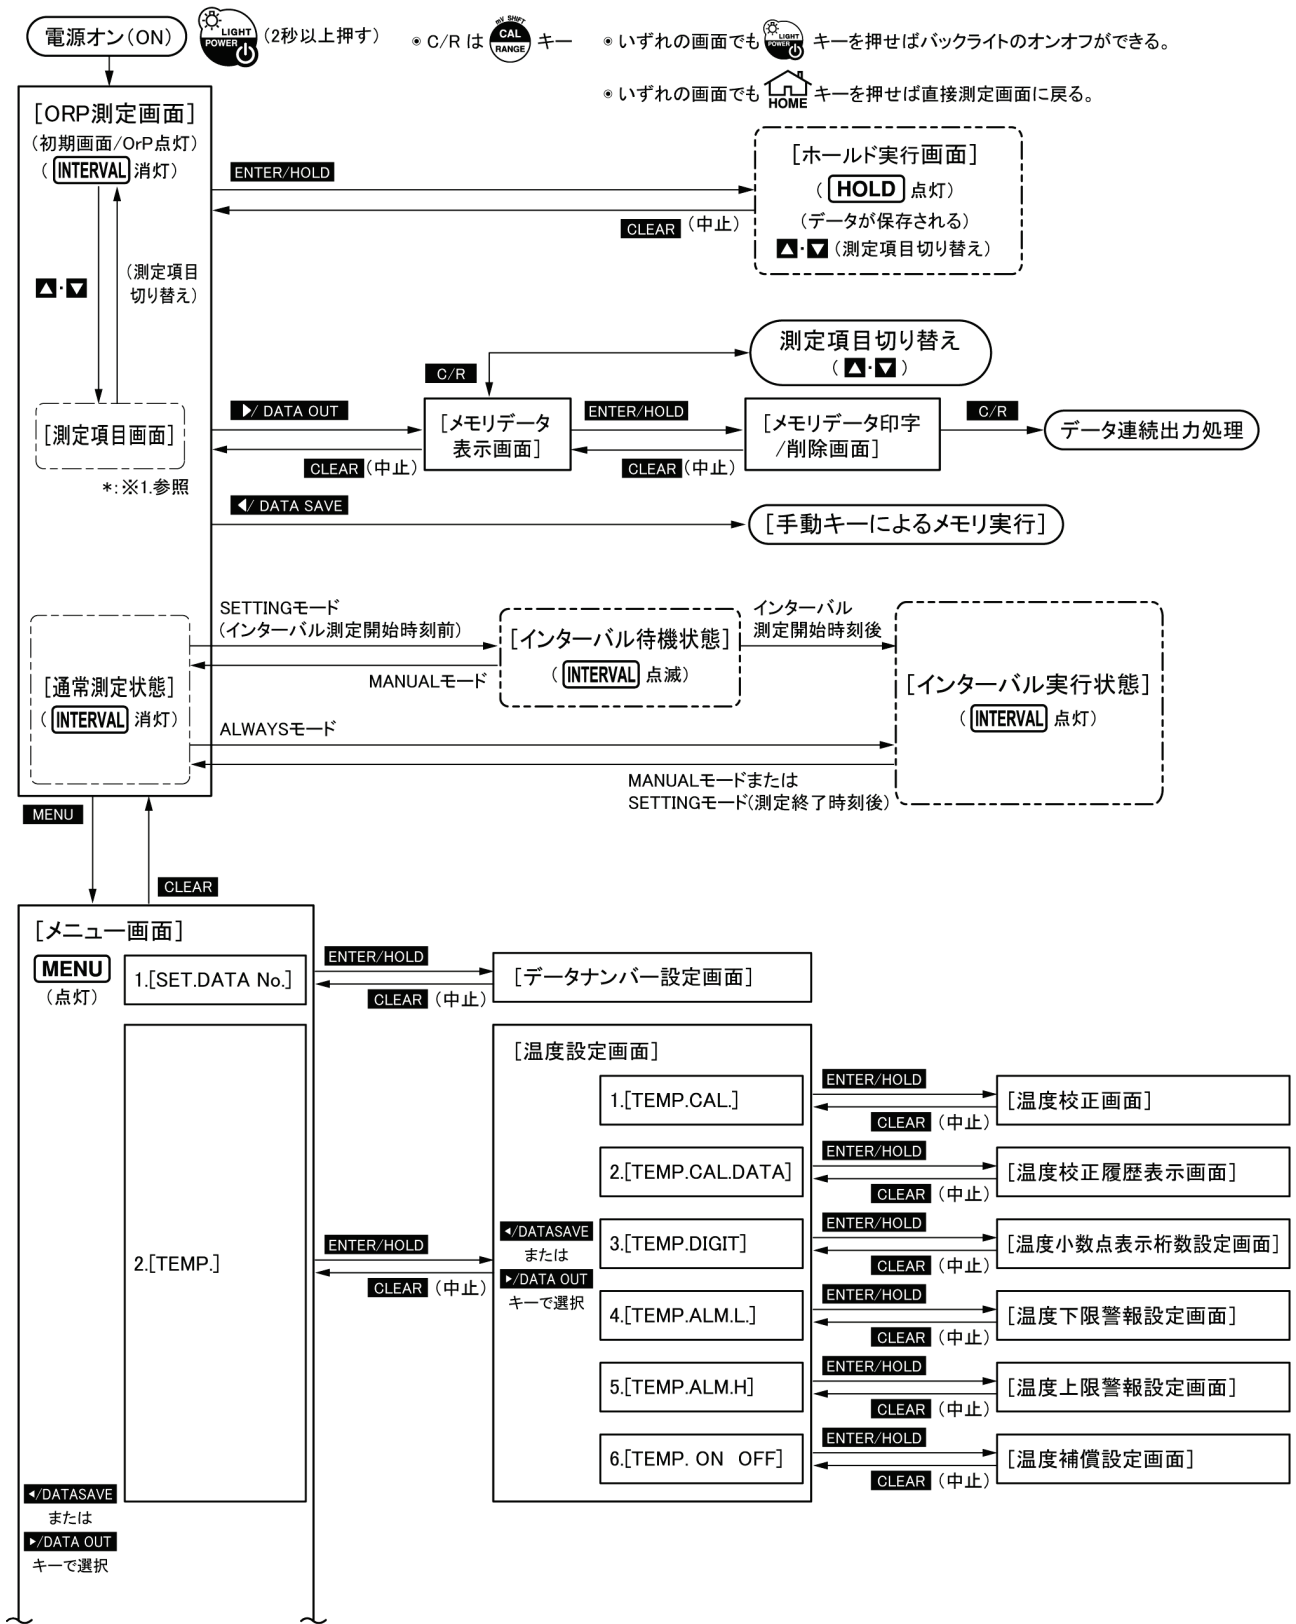 電源オン(ON)
LIGHT
POWER
(2秒以上押す)
◉ C/R は
mV SHIFT
CAL
RANGE
キー
◉ いずれの画面でも
LIGHT
POWER
キーを押せばバックライトのオンオフができる。
◉ いずれの画面でも
HOME
キーを押せば直接測定画面に戻る。
[ORP測定画面]
(初期画面/OrP点灯)
(INTERVAL 消灯)
ENTER/HOLD
CLEAR (中止)
[ホールド実行画面]
(HOLD 点灯)
(データが保存される)
▲・▼(測定項目切り替え)
▲・▼
(測定項目
切り替え)
測定項目切り替え
(▲・▼)
C/R
[測定項目画面]
*:※1.参照
▶/ DATA OUT
CLEAR (中止)
[メモリデータ
表示画面]
ENTER/HOLD
CLEAR (中止)
[メモリデータ印字
/削除画面]
C/R
データ連続出力処理
◀/ DATA SAVE
[手動キーによるメモリ実行]
[通常測定状態]
(INTERVAL 消灯)
SETTINGモード
(インターバル測定開始時刻前)
MANUALモード
[インターバル待機状態]
(INTERVAL 点滅)
インターバル
測定開始時刻後
[インターバル実行状態]
(INTERVAL 点灯)
ALWAYSモード
MANUALモードまたは
SETTINGモード(測定終了時刻後)
MENU
CLEAR
[メニュー画面]
MENU
(点灯)
1.[SET.DATA No.]
ENTER/HOLD
CLEAR (中止)
[データナンバー設定画面]
2.[TEMP.]
ENTER/HOLD
CLEAR (中止)
[温度設定画面]
◀/DATASAVE
または
▶/DATA OUT
キーで選択
1.[TEMP.CAL.]
ENTER/HOLD
CLEAR (中止)
[温度校正画面]
2.[TEMP.CAL.DATA]
ENTER/HOLD
CLEAR (中止)
[温度校正履歴表示画面]
3.[TEMP.DIGIT]
ENTER/HOLD
CLEAR (中止)
[温度小数点表示桁数設定画面]
4.[TEMP.ALM.L.]
ENTER/HOLD
CLEAR (中止)
[温度下限警報設定画面]
5.[TEMP.ALM.H]
ENTER/HOLD
CLEAR (中止)
[温度上限警報設定画面]
6.[TEMP. ON OFF]
ENTER/HOLD
CLEAR (中止)
[温度補償設定画面]
◀/DATASAVE
または
▶/DATA OUT
キーで選択